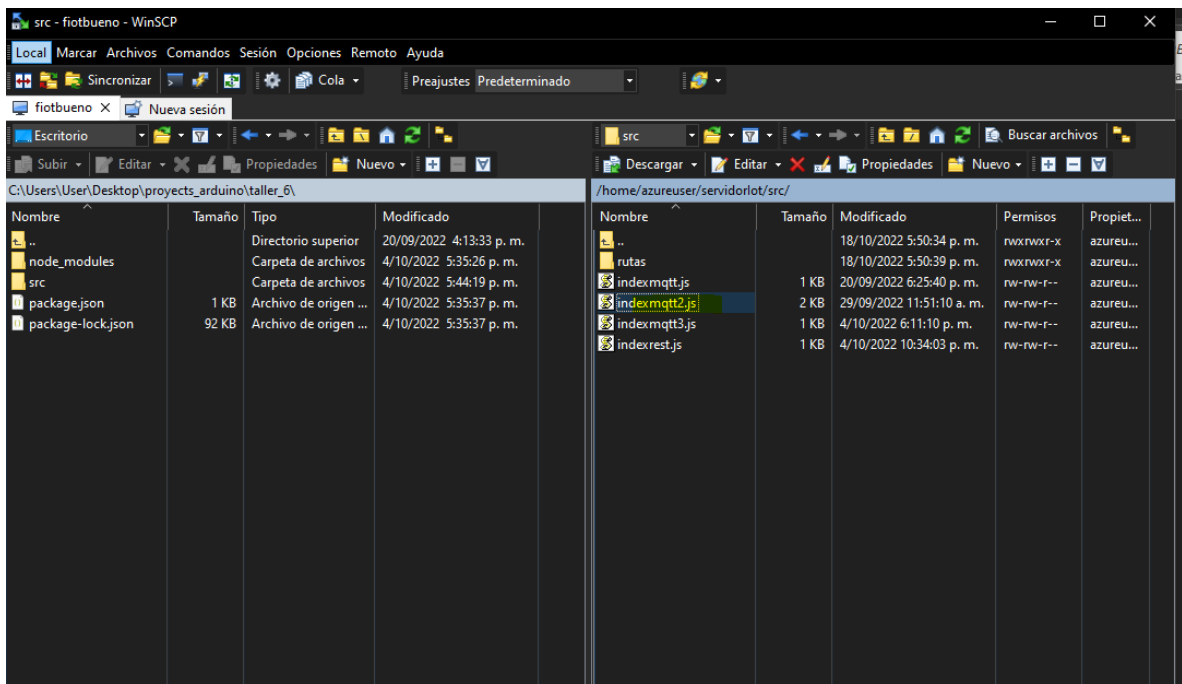 src - fiotbueno - WinSCP
Local Marcar Archivos Comandos Sesión Opciones Remoto Ayuda
Sincronizar Cola Preajustes Predeterminado
fiotbueno Nueva sesión
Escritorio src Buscar archivos
Subir Editar Propiedades Nuevo Descargar Editar Propiedades Nuevo
C:\Users\User\Desktop\proyects_arduino\taller_6\ /home/azureuser/servidorlot/src/
Nombre Tamaño Tipo Modificado Nombre Tamaño Modificado Permisos Propiet...
.. Directorio superior 20/09/2022 4:13:33 p. m. .. 18/10/2022 5:50:34 p. m. rwxrwxr-x azureu...
node_modules Carpeta de archivos 4/10/2022 5:35:26 p. m. rutas 18/10/2022 5:50:39 p. m. rwxrwxr-x azureu...
src Carpeta de archivos 4/10/2022 5:44:19 p. m. indexmqtt.js 1 KB 20/09/2022 6:25:40 p. m. rw-rw-r-- azureu...
package.json 1 KB Archivo de origen ... 4/10/2022 5:35:37 p. m. indexmqtt2.js 2 KB 29/09/2022 11:51:10 a. m. rw-rw-r-- azureu...
package-lock.json 92 KB Archivo de origen ... 4/10/2022 5:35:37 p. m. indexmqtt3.js 1 KB 4/10/2022 6:11:10 p. m. rw-rw-r-- azureu...
indexrest.js 1 KB 4/10/2022 10:34:03 p. m. rw-rw-r-- azureu...